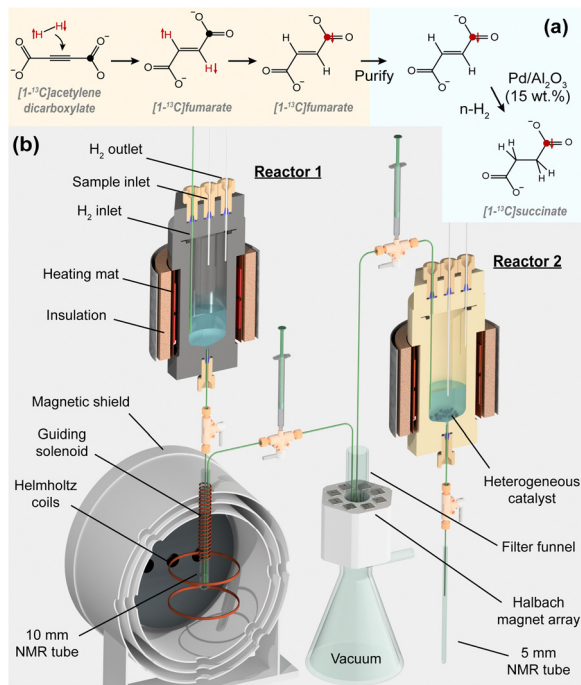 (a)
H H
O⁻ O O O⁻
[1-¹³C]acetylene
dicarboxylate
O⁻ O H H O O⁻
[1-¹³C]fumarate
O⁻ O H H O O⁻
[1-¹³C]fumarate
Purify
O⁻ O H H O O⁻
Pd/Al₂O₃
(15 wt.%)
n-H₂
O⁻ O H H H H O O⁻
[1-¹³C]succinate
(b)
H₂ outlet
Reactor 1
Sample inlet
H₂ inlet
Heating mat
Insulation
Reactor 2
Magnetic shield
Guiding
solenoid
Helmholtz
coils
10 mm
NMR tube
Heterogeneous
catalyst
Filter funnel
Halbach
magnet array
Vacuum
5 mm
NMR tube